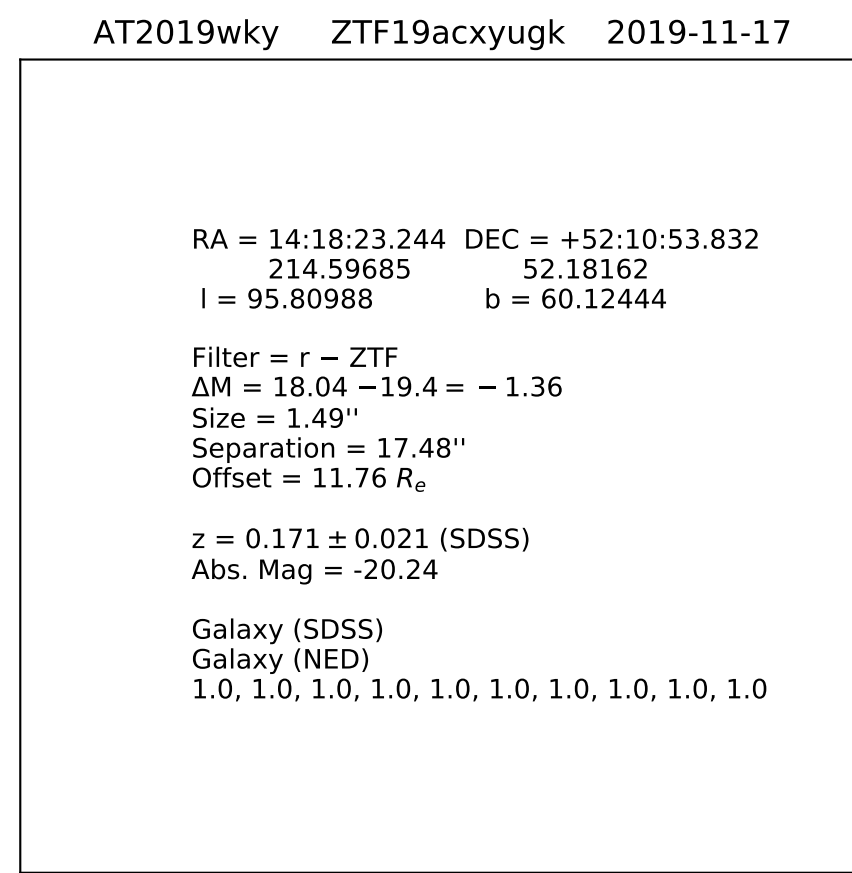 AT2019wky ZTF19acxyugk 2019-11-17
RA = 14:18:23.244 DEC = +52:10:53.832
214.59685 52.18162
l = 95.80988 b = 60.12444
Filter = r − ZTF
ΔM = 18.04 −19.4 = − 1.36
Size = 1.49''
Separation = 17.48''
Offset = 11.76 Rₑ
z = 0.171 ± 0.021 (SDSS)
Abs. Mag = -20.24
Galaxy (SDSS)
Galaxy (NED)
1.0, 1.0, 1.0, 1.0, 1.0, 1.0, 1.0, 1.0, 1.0, 1.0